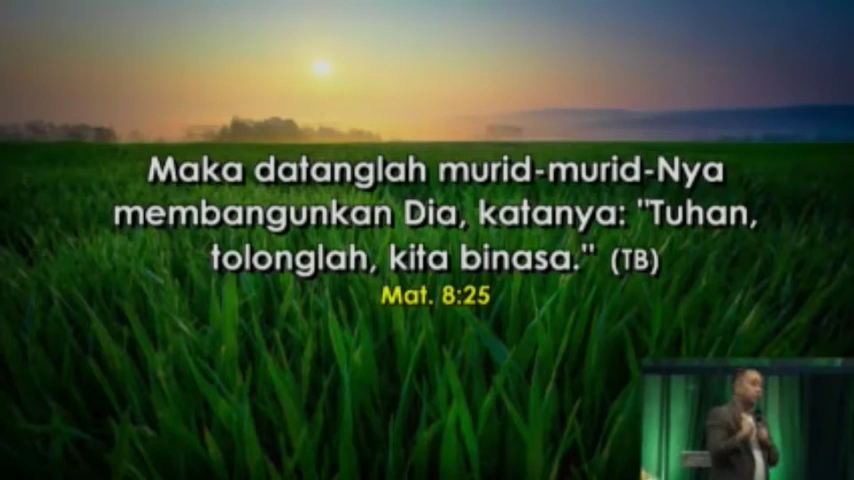 Maka datanglah murid-murid-Nya
membangunkan Dia, katanya: "Tuhan,
tolonglah, kita binasa." (TB)
Mat. 8:25